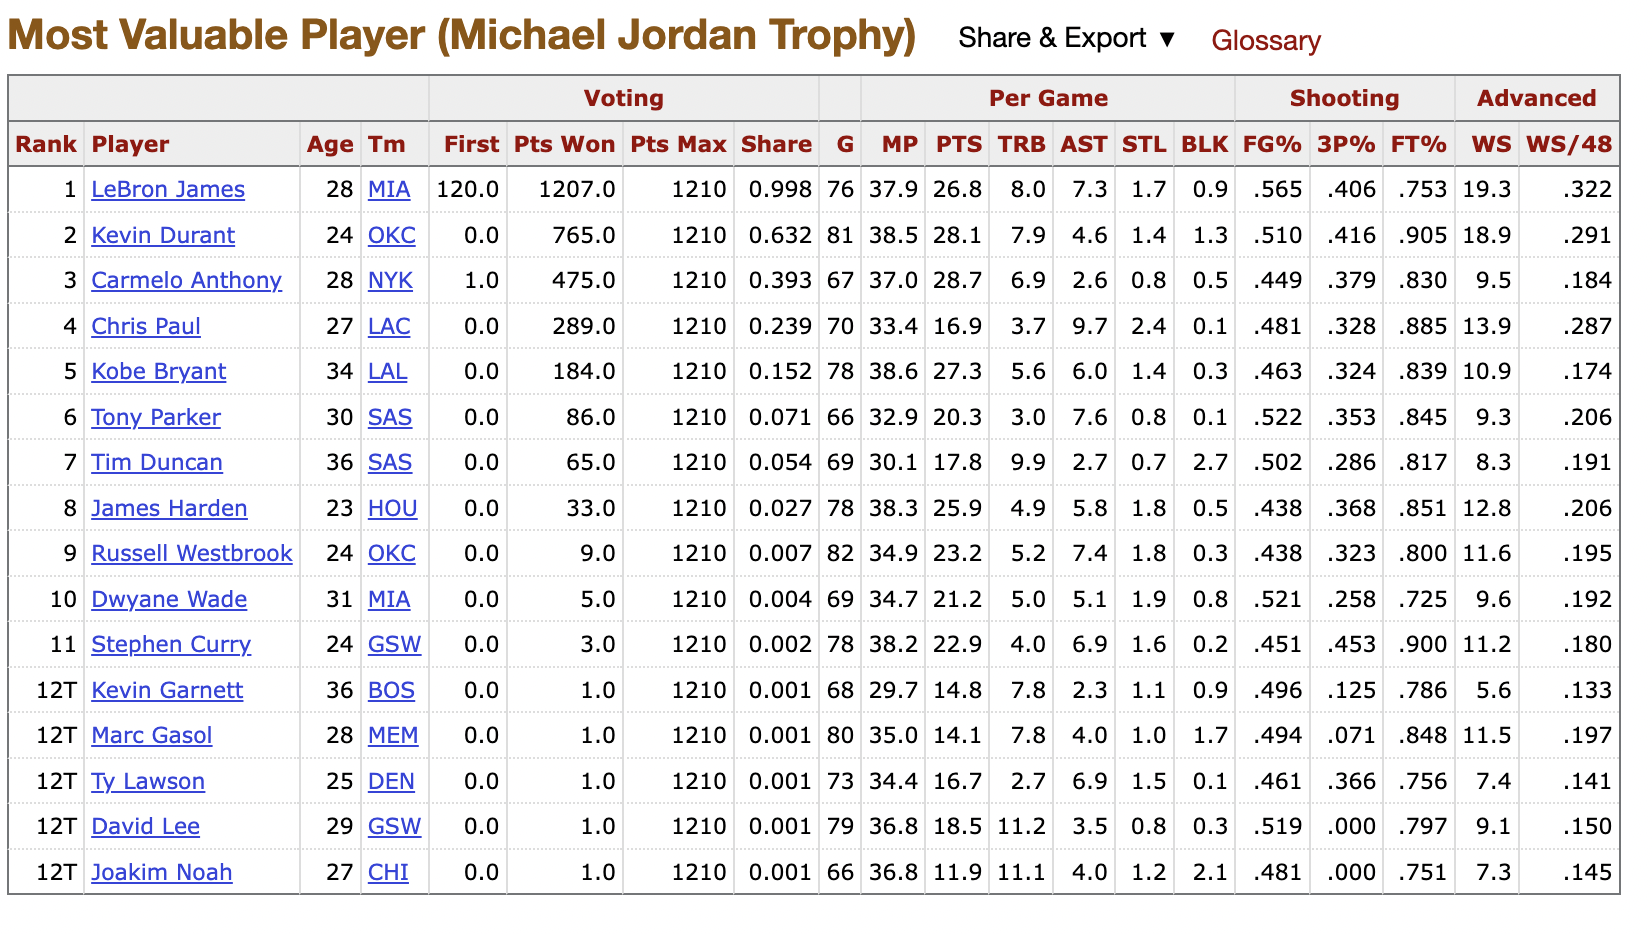 Most Valuable Player (Michael Jordan Trophy) Share & Export ▼ Glossary
Voting Per Game Shooting Advanced
Rank Player Age Tm First Pts Won Pts Max Share G MP PTS TRB AST STL BLK FG% 3P% FT% WS WS/48
1 LeBron James 28 MIA 120.0 1207.0 1210 0.998 76 37.9 26.8 8.0 7.3 1.7 0.9 .565 .406 .753 19.3 .322
2 Kevin Durant 24 OKC 0.0 765.0 1210 0.632 81 38.5 28.1 7.9 4.6 1.4 1.3 .510 .416 .905 18.9 .291
3 Carmelo Anthony 28 NYK 1.0 475.0 1210 0.393 67 37.0 28.7 6.9 2.6 0.8 0.5 .449 .379 .830 9.5 .184
4 Chris Paul 27 LAC 0.0 289.0 1210 0.239 70 33.4 16.9 3.7 9.7 2.4 0.1 .481 .328 .885 13.9 .287
5 Kobe Bryant 34 LAL 0.0 184.0 1210 0.152 78 38.6 27.3 5.6 6.0 1.4 0.3 .463 .324 .839 10.9 .174
6 Tony Parker 30 SAS 0.0 86.0 1210 0.071 66 32.9 20.3 3.0 7.6 0.8 0.1 .522 .353 .845 9.3 .206
7 Tim Duncan 36 SAS 0.0 65.0 1210 0.054 69 30.1 17.8 9.9 2.7 0.7 2.7 .502 .286 .817 8.3 .191
8 James Harden 23 HOU 0.0 33.0 1210 0.027 78 38.3 25.9 4.9 5.8 1.8 0.5 .438 .368 .851 12.8 .206
9 Russell Westbrook 24 OKC 0.0 9.0 1210 0.007 82 34.9 23.2 5.2 7.4 1.8 0.3 .438 .323 .800 11.6 .195
10 Dwyane Wade 31 MIA 0.0 5.0 1210 0.004 69 34.7 21.2 5.0 5.1 1.9 0.8 .521 .258 .725 9.6 .192
11 Stephen Curry 24 GSW 0.0 3.0 1210 0.002 78 38.2 22.9 4.0 6.9 1.6 0.2 .451 .453 .900 11.2 .180
12T Kevin Garnett 36 BOS 0.0 1.0 1210 0.001 68 29.7 14.8 7.8 2.3 1.1 0.9 .496 .125 .786 5.6 .133
12T Marc Gasol 28 MEM 0.0 1.0 1210 0.001 80 35.0 14.1 7.8 4.0 1.0 1.7 .494 .071 .848 11.5 .197
12T Ty Lawson 25 DEN 0.0 1.0 1210 0.001 73 34.4 16.7 2.7 6.9 1.5 0.1 .461 .366 .756 7.4 .141
12T David Lee 29 GSW 0.0 1.0 1210 0.001 79 36.8 18.5 11.2 3.5 0.8 0.3 .519 .000 .797 9.1 .150
12T Joakim Noah 27 CHI 0.0 1.0 1210 0.001 66 36.8 11.9 11.1 4.0 1.2 2.1 .481 .000 .751 7.3 .145